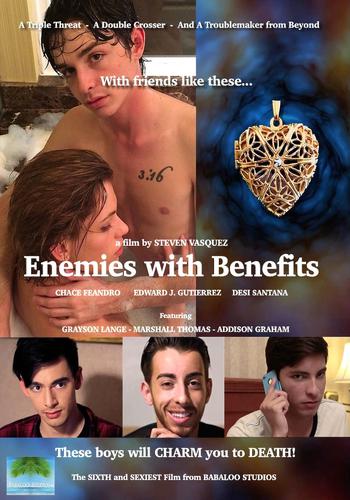 A Triple Threat - A Double Crosser - And A Troublemaker from Beyond
With friends like these...
3:16
a film by STEVEN VASQUEZ
Enemies with Benefits
CHACE FEANDRO EDWARD J. GUTIERREZ DESI SANTANA
Featuring
GRAYSON LANGE - MARSHALL THOMAS - ADDISON GRAHAM
These boys will CHARM you to DEATH!
The SIXTH and SEXIEST Film from BABALOO STUDIOS